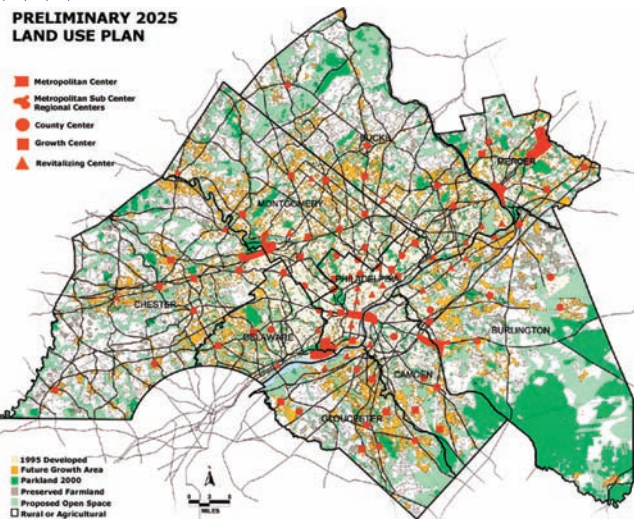 PRELIMINARY 2025
LAND USE PLAN
Metropolitan Center
Metropolitan Sub Center
Regional Centers
County Center
Growth Center
Revitalizing Center
BUCKS
MERCER
MONTGOMERY
PHILADELPHIA
CHESTER
DELAWARE
BURLINGTON
CAMDEN
GLOUCESTER
1995 Developed
Future Growth Area
Parkland 2000
Preserved Farmland
Proposed Open Space
Rural or Agricultural
MILES